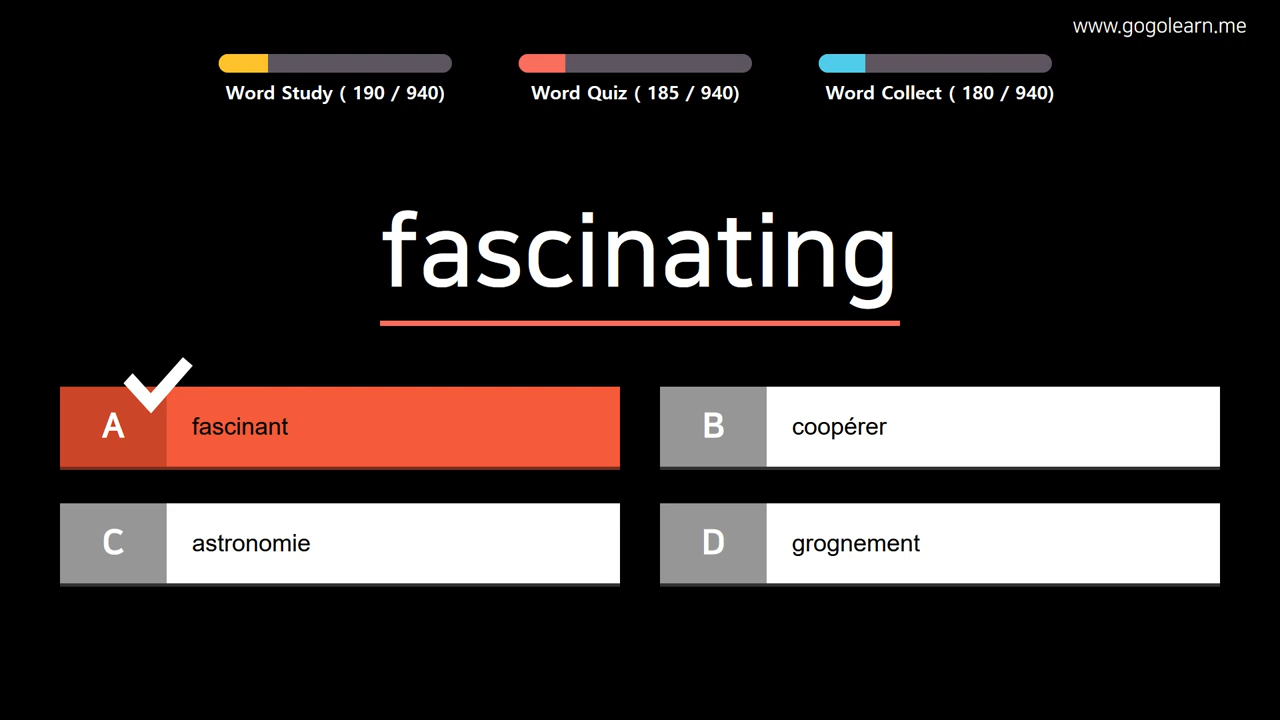 www.gogolearn.me
Word Study ( 190 / 940)
Word Quiz ( 185 / 940)
Word Collect ( 180 / 940)
fascinating
A fascinant
B coopérer
C astronomie
D grognement